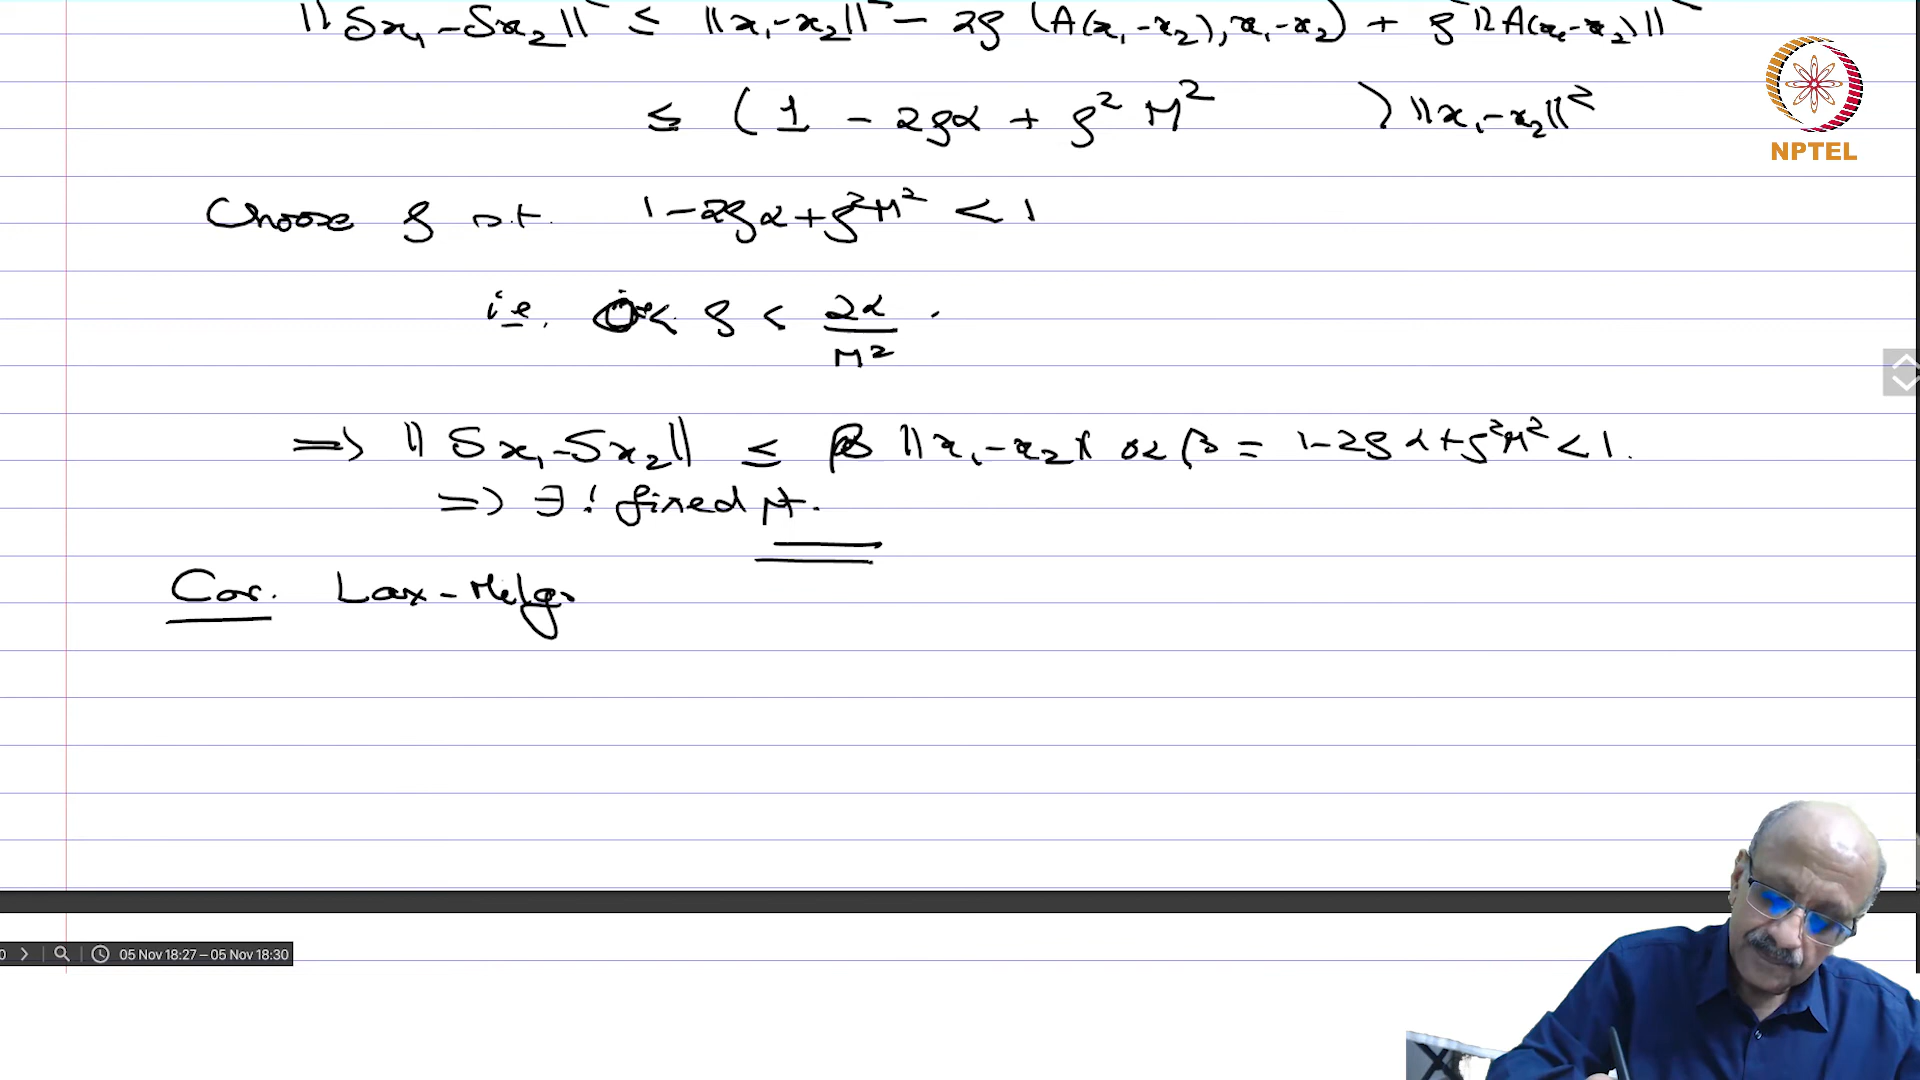 ‖Sx₁-Sx₂‖² ≤ ‖x₁-x₂‖² - 2ρ (A(x₁-x₂), x₁-x₂) + ρ²‖A(x₁-x₂)‖²
≤ (1 - 2ρα + ρ² M² ) ‖x₁-x₂‖²
NPTEL
Choose ρ s.t. 1-2ρα+ρ²M² < 1
i.e. 0 < ρ < 2α/M² .
⇒ ‖Sx₁-Sx₂‖ ≤ β ‖x₁-x₂‖ 0< β = 1-2ρα+ρ²M² < 1.
⇒ ∃! fixed pt.
Cor. Lax-Milgr
05 Nov 18:27 – 05 Nov 18:30